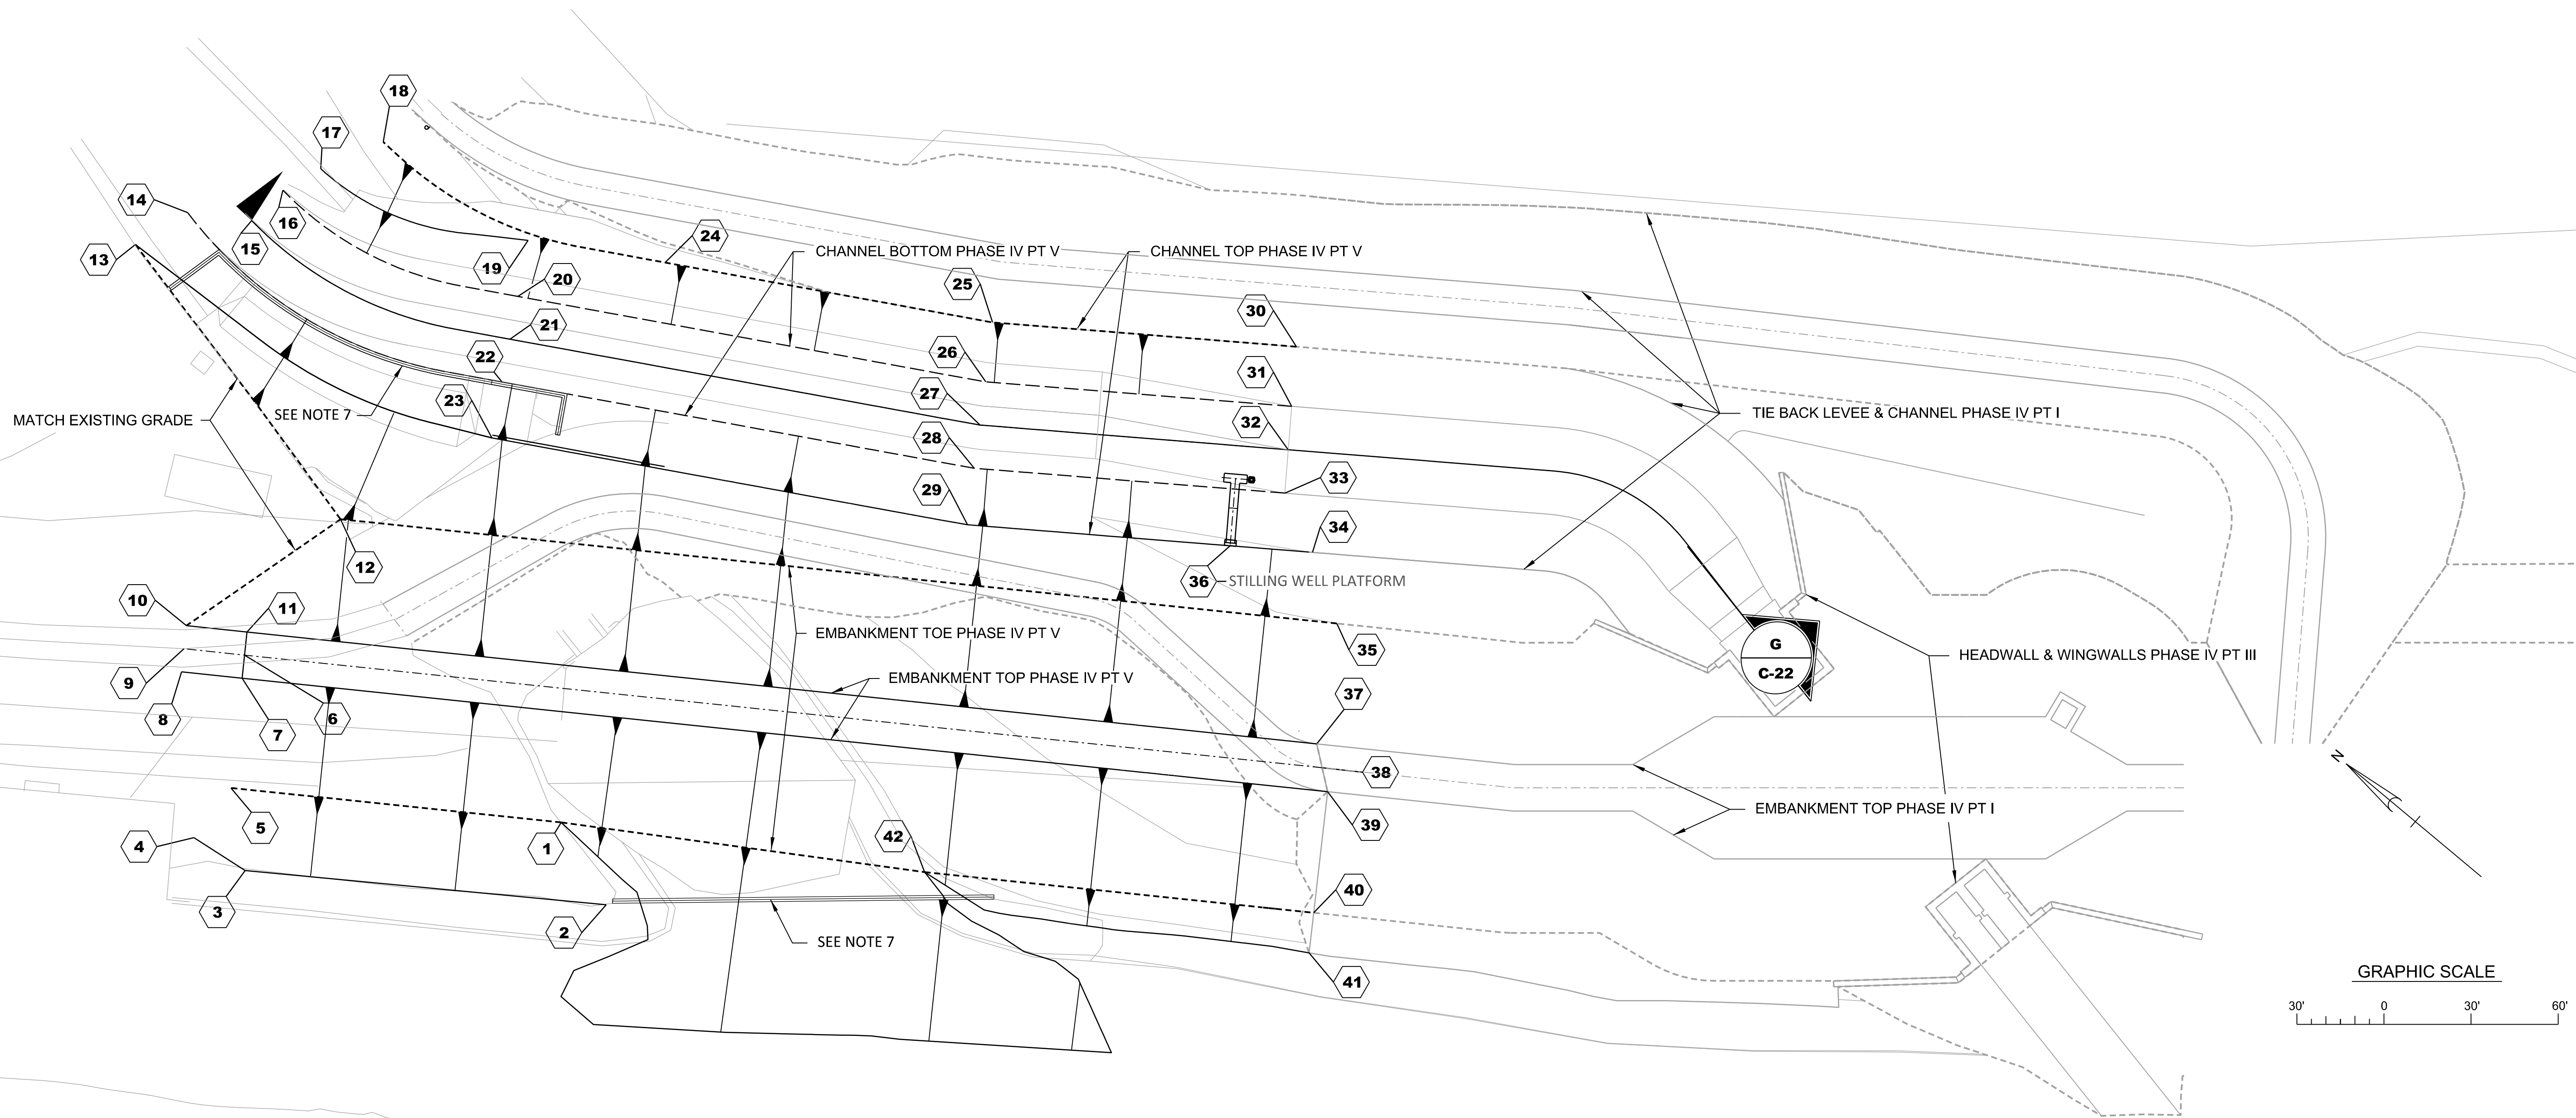 18
17
14
16
15
13
24
CHANNEL BOTTOM PHASE IV PT V
CHANNEL TOP PHASE IV PT V
19
20
25
30
21
22
26
31
MATCH EXISTING GRADE
SEE NOTE 7
23
27
32
TIE BACK LEVEE & CHANNEL PHASE IV PT I
28
29
33
34
12
36
STILLING WELL PLATFORM
10
11
EMBANKMENT TOE PHASE IV PT V
35
G
C-22
HEADWALL & WINGWALLS PHASE IV PT III
9
EMBANKMENT TOP PHASE IV PT V
37
8
7
6
38
N
5
4
1
42
39
EMBANKMENT TOP PHASE IV PT I
3
2
40
SEE NOTE 7
41
GRAPHIC SCALE
30' 0 30' 60'